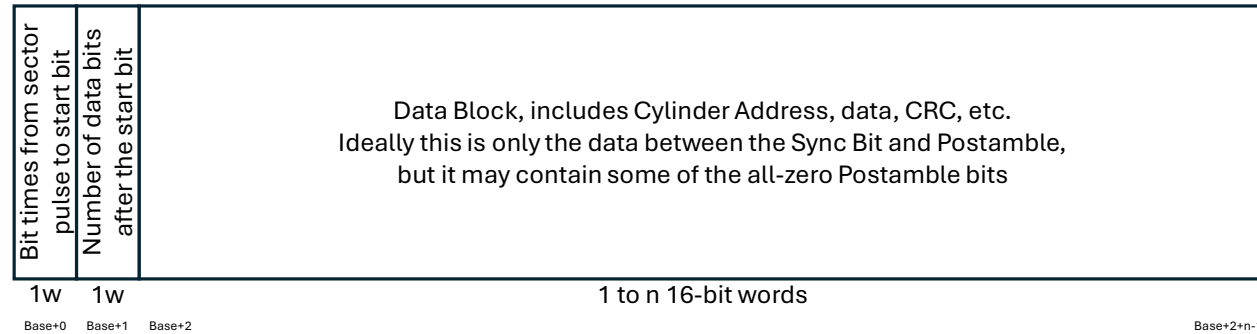 Bit times from sector
pulse to start bit
Number of data bits
after the start bit
Data Block, includes Cylinder Address, data, CRC, etc.
Ideally this is only the data between the Sync Bit and Postamble,
but it may contain some of the all-zero Postamble bits
1w 1w 1 to n 16-bit words
Base+0 Base+1 Base+2 Base+2+n-